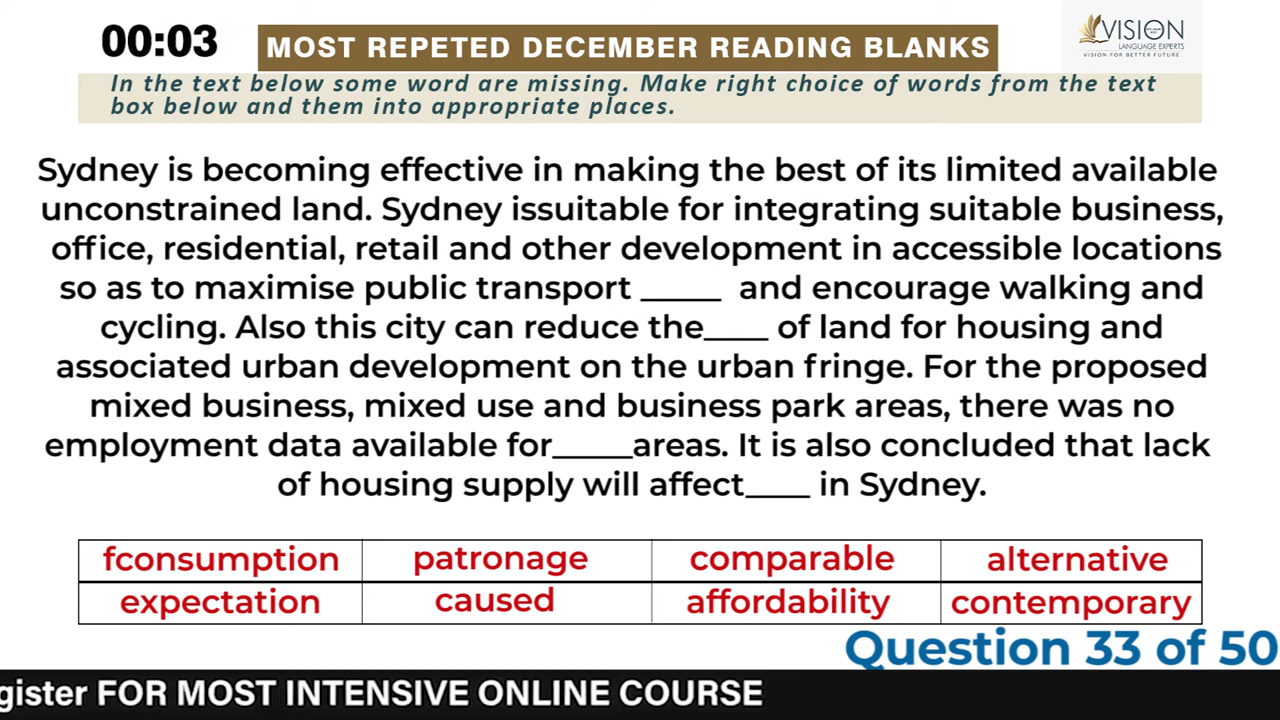 00:03
MOST REPETED DECEMBER READING BLANKS
VISION
LANGUAGE EXPERTS
VISION FOR BETTER FUTURE
In the text below some word are missing. Make right choice of words from the text
box below and them into appropriate places.
Sydney is becoming effective in making the best of its limited available
unconstrained land. Sydney issuitable for integrating suitable business,
office, residential, retail and other development in accessible locations
so as to maximise public transport _____ and encourage walking and
cycling. Also this city can reduce the____ of land for housing and
associated urban development on the urban fringe. For the proposed
mixed business, mixed use and business park areas, there was no
employment data available for_____areas. It is also concluded that lack
of housing supply will affect____ in Sydney.
fconsumption patronage comparable alternative
expectation caused affordability contemporary
Question 33 of 50
gister FOR MOST INTENSIVE ONLINE COURSE